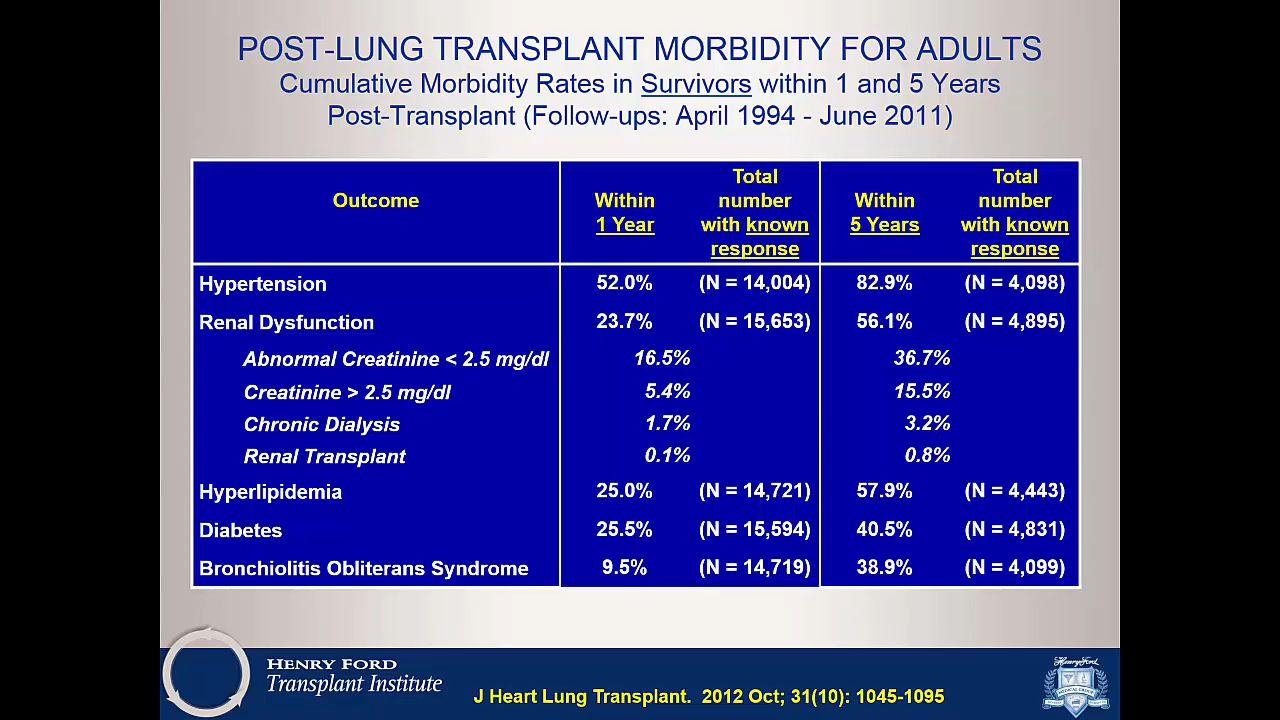 POST-LUNG TRANSPLANT MORBIDITY FOR ADULTS
Cumulative Morbidity Rates in Survivors within 1 and 5 Years
Post-Transplant (Follow-ups: April 1994 - June 2011)
Outcome Within 1 Year Total number with known response Within 5 Years Total number with known response
Hypertension 52.0% (N = 14,004) 82.9% (N = 4,098)
Renal Dysfunction 23.7% (N = 15,653) 56.1% (N = 4,895)
Abnormal Creatinine < 2.5 mg/dl 16.5% 36.7%
Creatinine > 2.5 mg/dl 5.4% 15.5%
Chronic Dialysis 1.7% 3.2%
Renal Transplant 0.1% 0.8%
Hyperlipidemia 25.0% (N = 14,721) 57.9% (N = 4,443)
Diabetes 25.5% (N = 15,594) 40.5% (N = 4,831)
Bronchiolitis Obliterans Syndrome 9.5% (N = 14,719) 38.9% (N = 4,099)
HENRY FORD
Transplant Institute
J Heart Lung Transplant. 2012 Oct; 31(10): 1045-1095
Henry Ford
MEDICAL GROUP